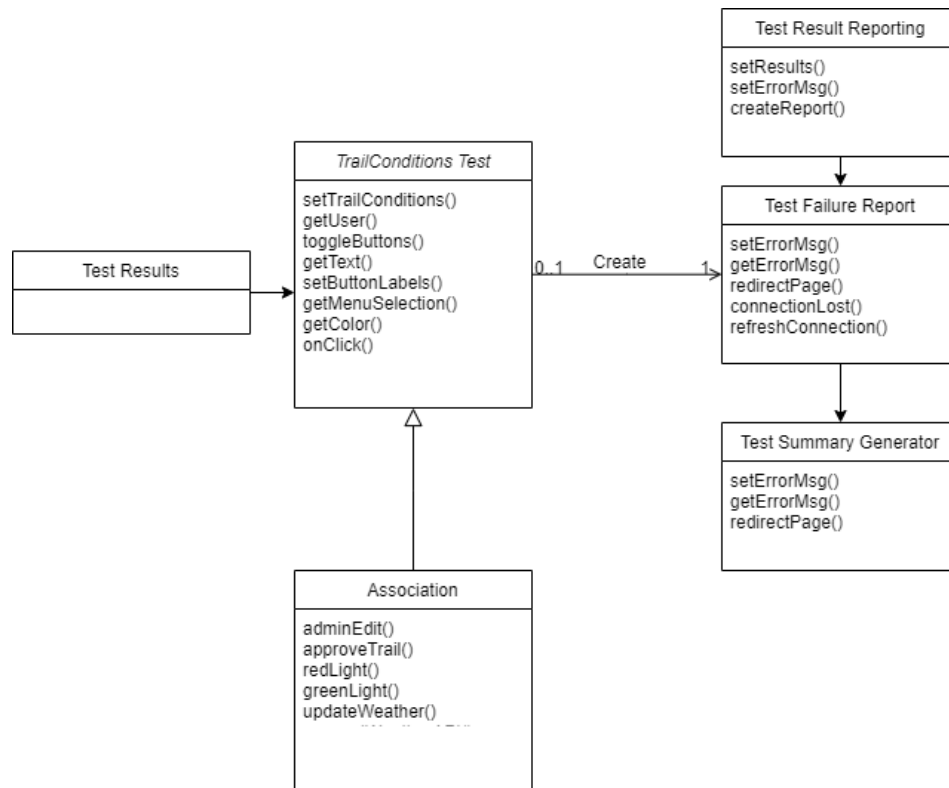 Test Result Reporting
setResults()
setErrorMsg()
createReport()
TrailConditions Test
setTrailConditions()
getUser()
toggleButtons()
getText()
setButtonLabels()
getMenuSelection()
getColor()
onClick()
Test Results
0..1 Create 1
Test Failure Report
setErrorMsg()
getErrorMsg()
redirectPage()
connectionLost()
refreshConnection()
Test Summary Generator
setErrorMsg()
getErrorMsg()
redirectPage()
Association
adminEdit()
approveTrail()
redLight()
greenLight()
updateWeather()